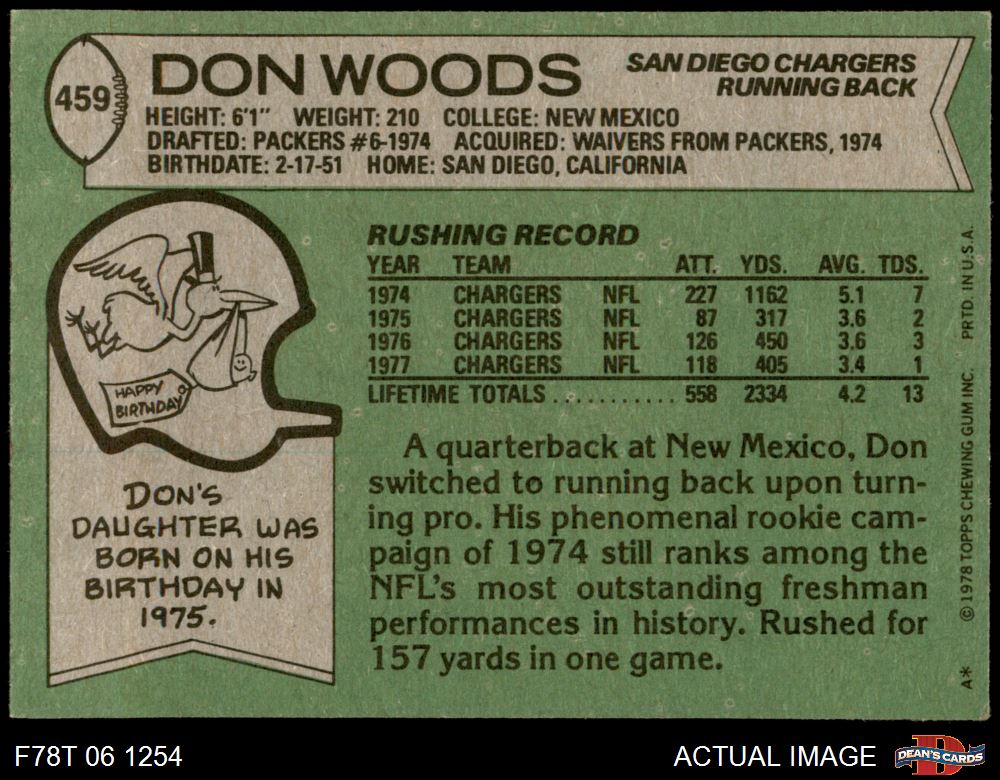 459
DON WOODS
SAN DIEGO CHARGERS
RUNNING BACK
HEIGHT: 6'1" WEIGHT: 210 COLLEGE: NEW MEXICO
DRAFTED: PACKERS #6-1974 ACQUIRED: WAIVERS FROM PACKERS, 1974
BIRTHDATE: 2-17-51 HOME: SAN DIEGO, CALIFORNIA
HAPPY
BIRTHDAY
DON'S
DAUGHTER WAS
BORN ON HIS
BIRTHDAY IN
1975.
RUSHING RECORD
YEAR TEAM ATT. YDS. AVG. TDS.
1974 CHARGERS NFL 227 1162 5.1 7
1975 CHARGERS NFL 87 317 3.6 2
1976 CHARGERS NFL 126 450 3.6 3
1977 CHARGERS NFL 118 405 3.4 1
LIFETIME TOTALS ........... 558 2334 4.2 13
A quarterback at New Mexico, Don
switched to running back upon turn-
ing pro. His phenomenal rookie cam-
paign of 1974 still ranks among the
NFL's most outstanding freshman
performances in history. Rushed for
157 yards in one game.
A* © 1978 TOPPS CHEWING GUM INC. PRTD. IN U.S.A.
F78T 06 1254
ACTUAL IMAGE
D
DEAN'S CARDS